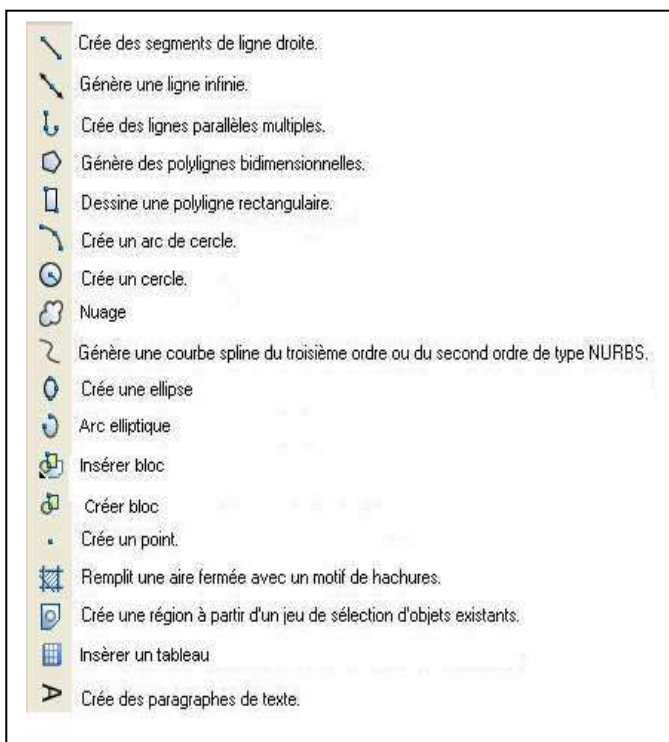 Crée des segments de ligne droite.
Génère une ligne infinie.
Crée des lignes parallèles multiples.
Génère des polylignes bidimensionnelles.
Dessine une polyligne rectangulaire.
Crée un arc de cercle.
Crée un cercle.
Nuage
Génère une courbe spline du troisième ordre ou du second ordre de type NURBS.
Crée une ellipse
Arc elliptique
Insérer bloc
Créer bloc
Crée un point.
Remplit une aire fermée avec un motif de hachures.
Crée une région à partir d'un jeu de sélection d'objets existants.
Insèrer un tableau
A Crée des paragraphes de texte.